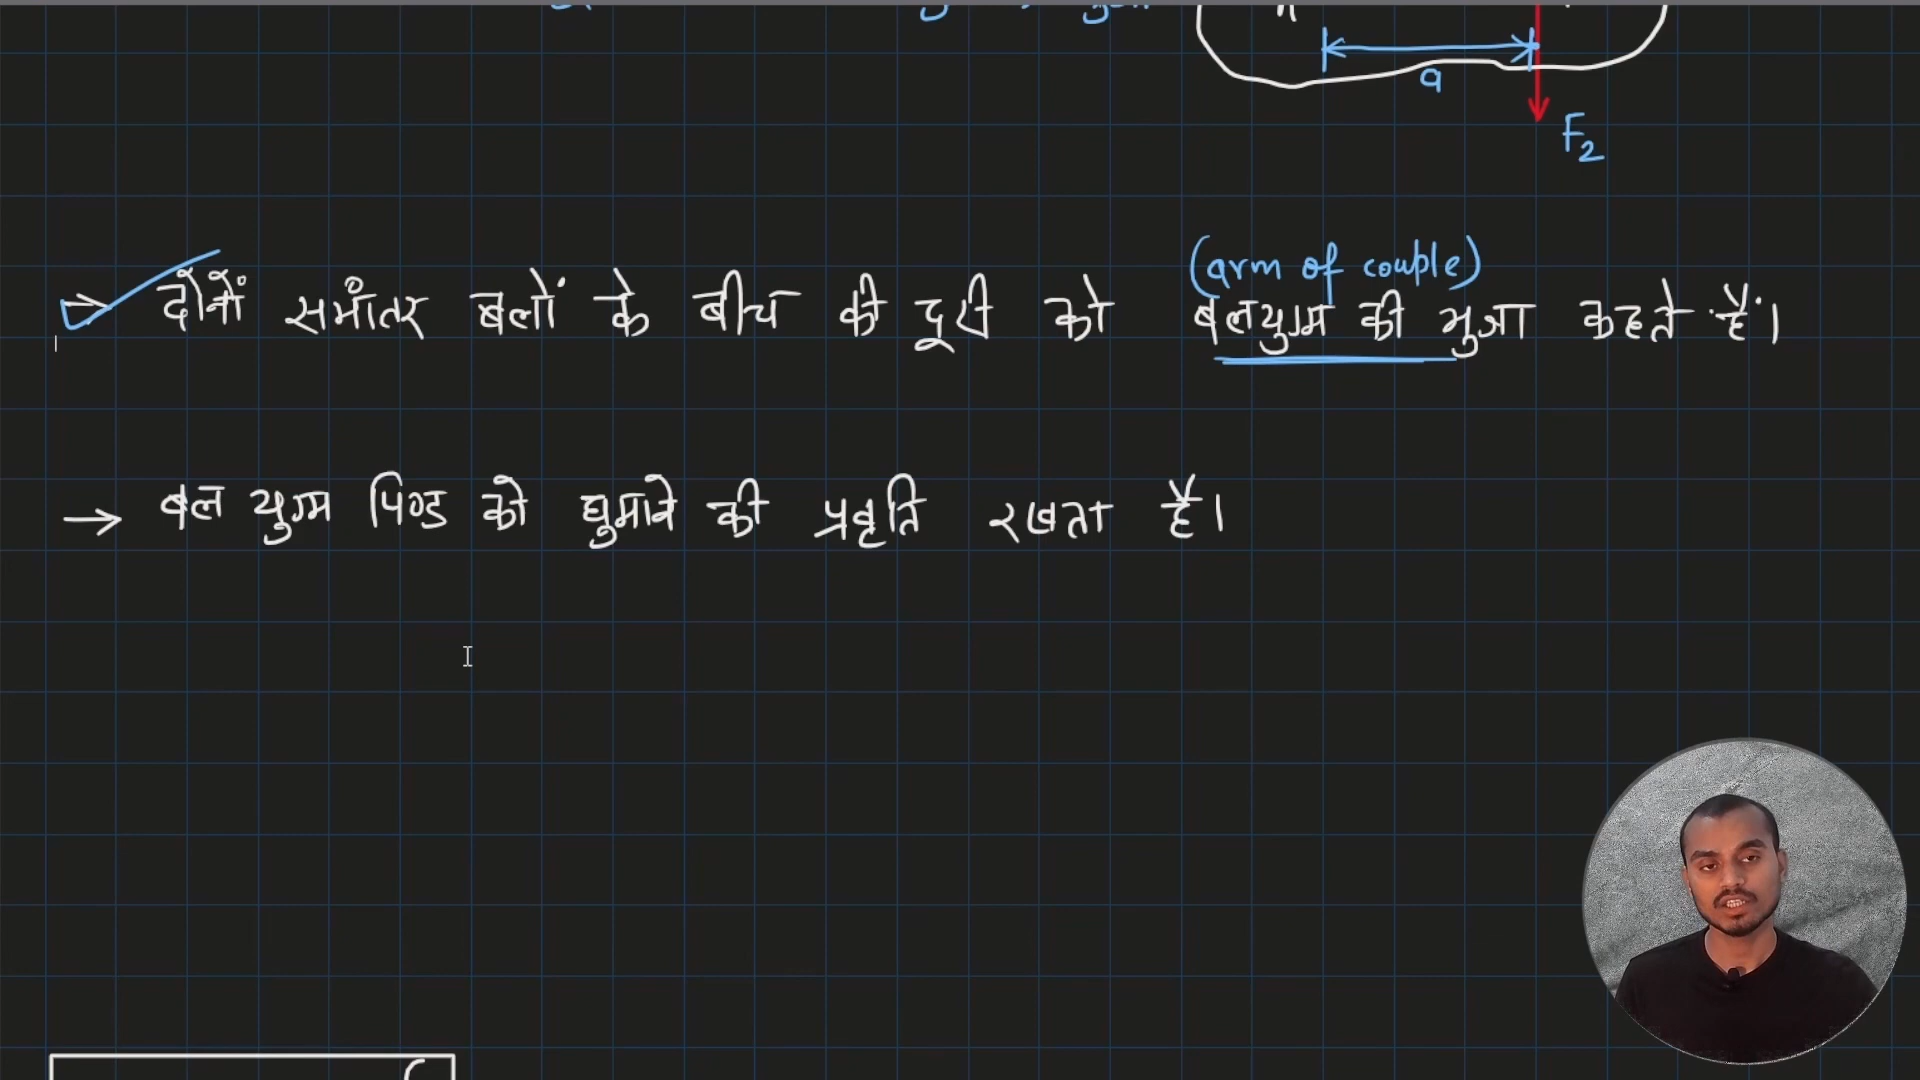 a
F2
(arm of couple)
→ दोनों समांतर बलों के बीच की दूरी को बलयुग्म की भुजा कहते हैं।
→ बल युग्म पिण्ड को घुमाने की प्रवृति रखता है।